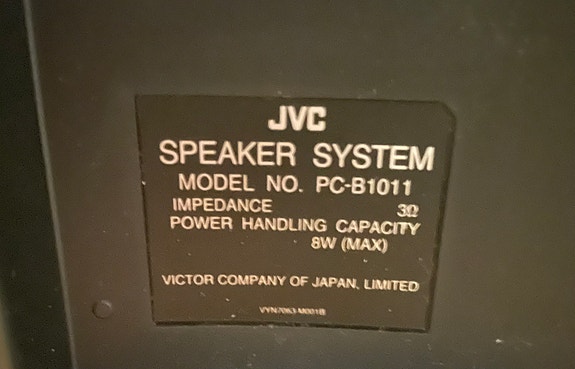 JVC
SPEAKER SYSTEM
MODEL NO. PC-B1011
IMPEDANCE 3Ω
POWER HANDLING CAPACITY
8W (MAX)
VICTOR COMPANY OF JAPAN, LIMITED